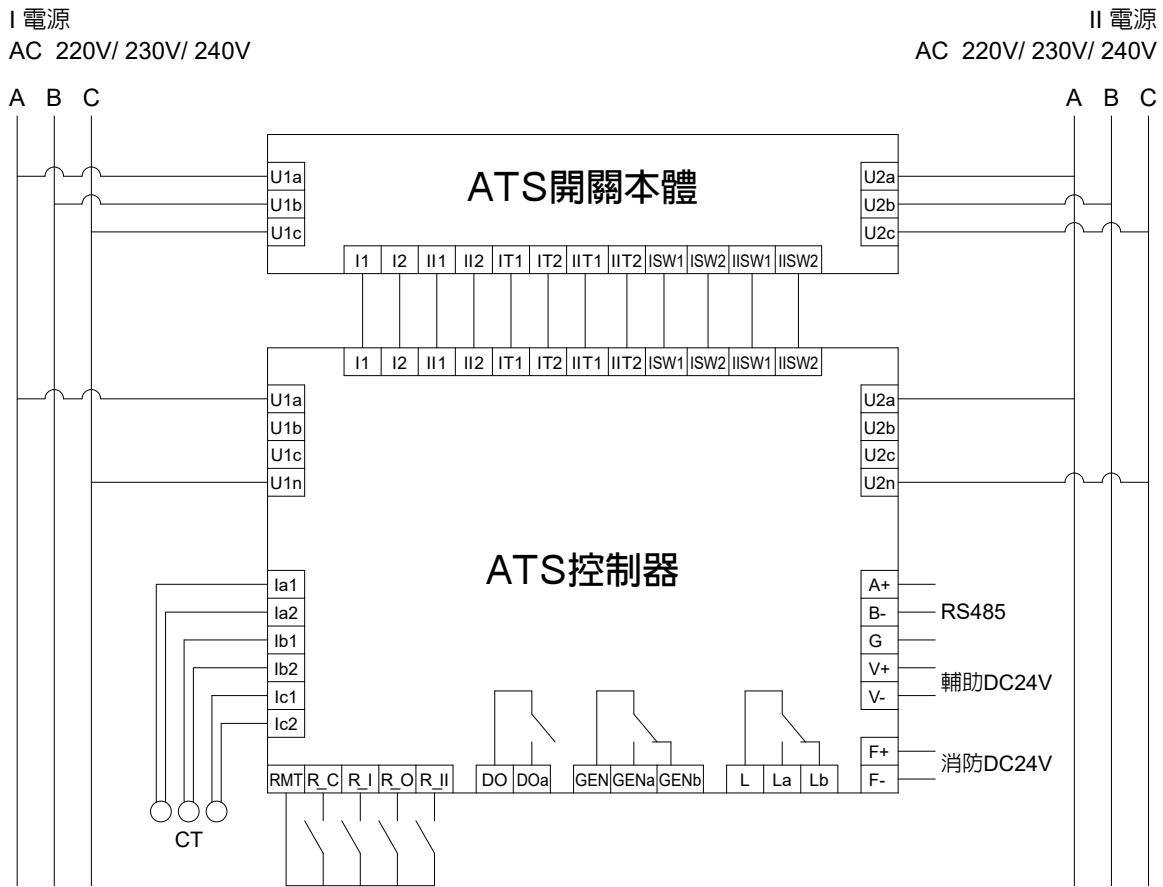 I 電源
AC 220V/ 230V/ 240V
II 電源
AC 220V/ 230V/ 240V
A B C
A B C
ATS開關本體
U1a
U1b
U1c
U2a
U2b
U2c
I1 I2 II1 II2 IT1 IT2 IIT1 IIT2 ISW1 ISW2 IISW1 IISW2
I1 I2 II1 II2 IT1 IT2 IIT1 IIT2 ISW1 ISW2 IISW1 IISW2
U1a
U1b
U1c
U1n
U2a
U2b
U2c
U2n
ATS控制器
Ia1
Ia2
Ib1
Ib2
Ic1
Ic2
CT
A+
B-
G
RS485
V+
V-
輔助DC24V
F+
F-
消防DC24V
RMT R_C R_I R_O R_II
DO DOa
GEN GENa GENb
L La Lb